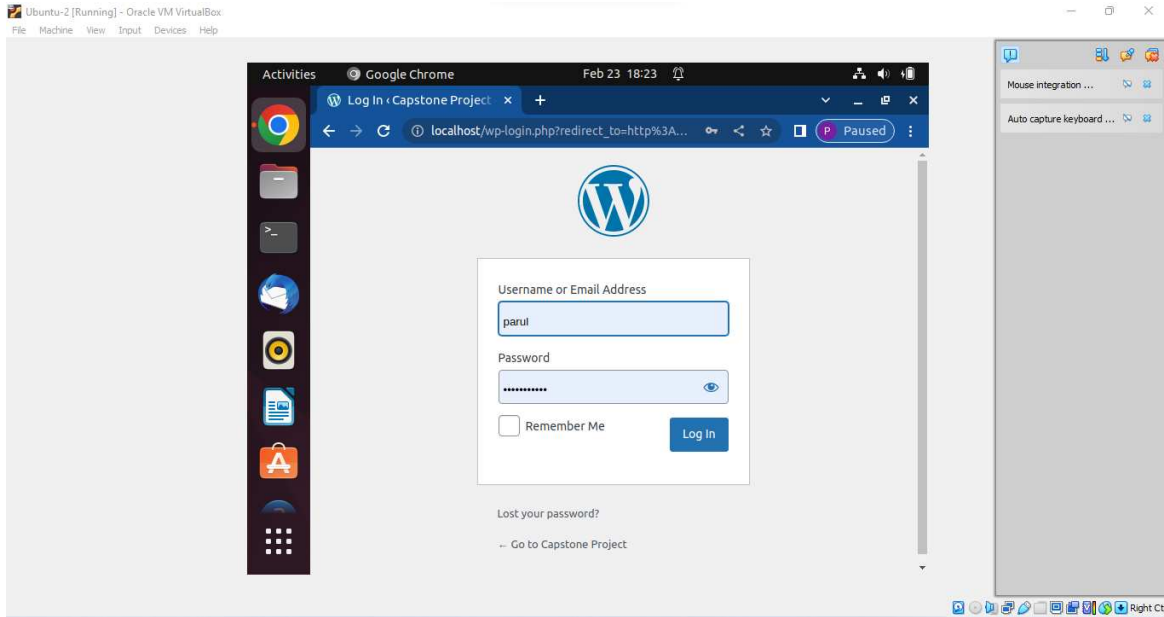 Ubuntu-2 [Running] - Oracle VM VirtualBox
File Machine View Input Devices Help
Activities Google Chrome Feb 23 18:23
Log In ‹ Capstone Project
localhost/wp-login.php?redirect_to=http%3A... P Paused
Username or Email Address
parul
Password
•••••••••••
Remember Me
Log In
Lost your password?
← Go to Capstone Project
Mouse integration ...
Auto capture keyboard ...
Right Ct